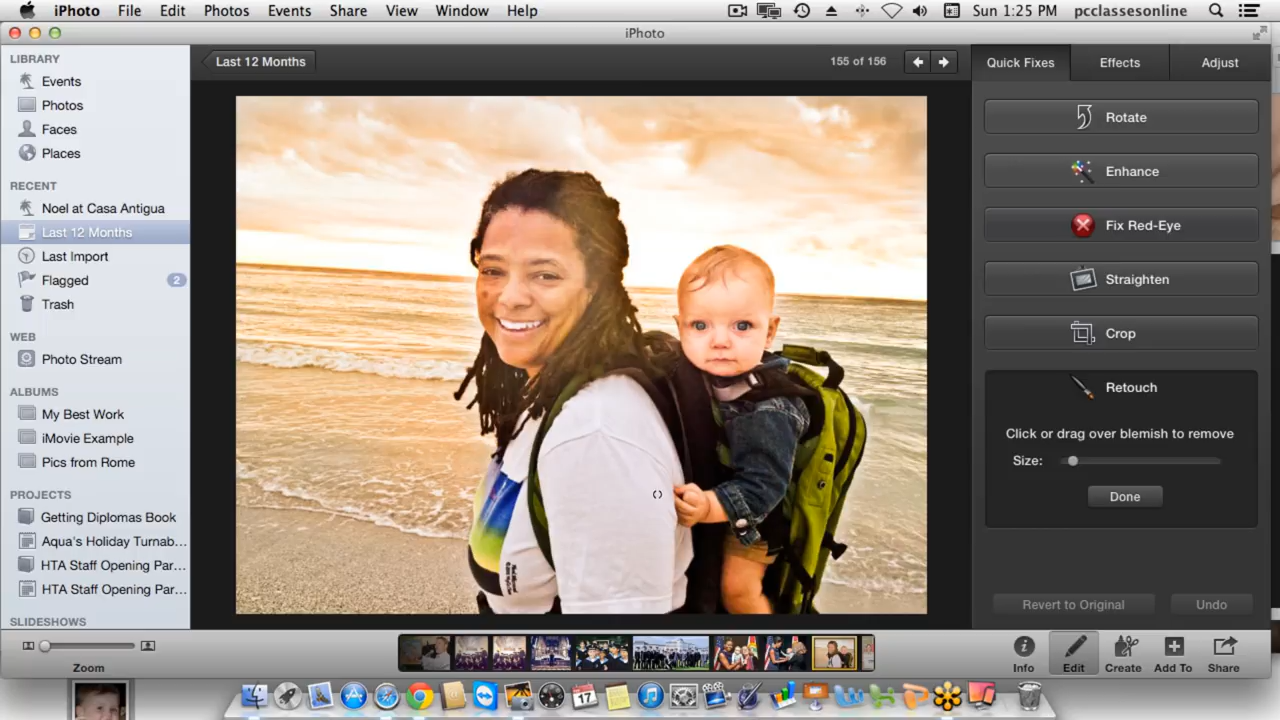 iPhoto File Edit Photos Events Share View Window Help Sun 1:25 PM pcclassesonline
iPhoto
LIBRARY
Events
Photos
Faces
Places
RECENT
Noel at Casa Antigua
Last 12 Months
Last Import
Flagged 2
Trash
WEB
Photo Stream
ALBUMS
My Best Work
iMovie Example
Pics from Rome
PROJECTS
Getting Diplomas Book
Aqua's Holiday Turnab...
HTA Staff Opening Par...
HTA Staff Opening Par...
SLIDESHOWS
Zoom
Last 12 Months
155 of 156
Quick Fixes Effects Adjust
Rotate
Enhance
Fix Red-Eye
Straighten
Crop
Retouch
Click or drag over blemish to remove
Size:
Done
Revert to Original Undo
Info Edit Create Add To Share
17